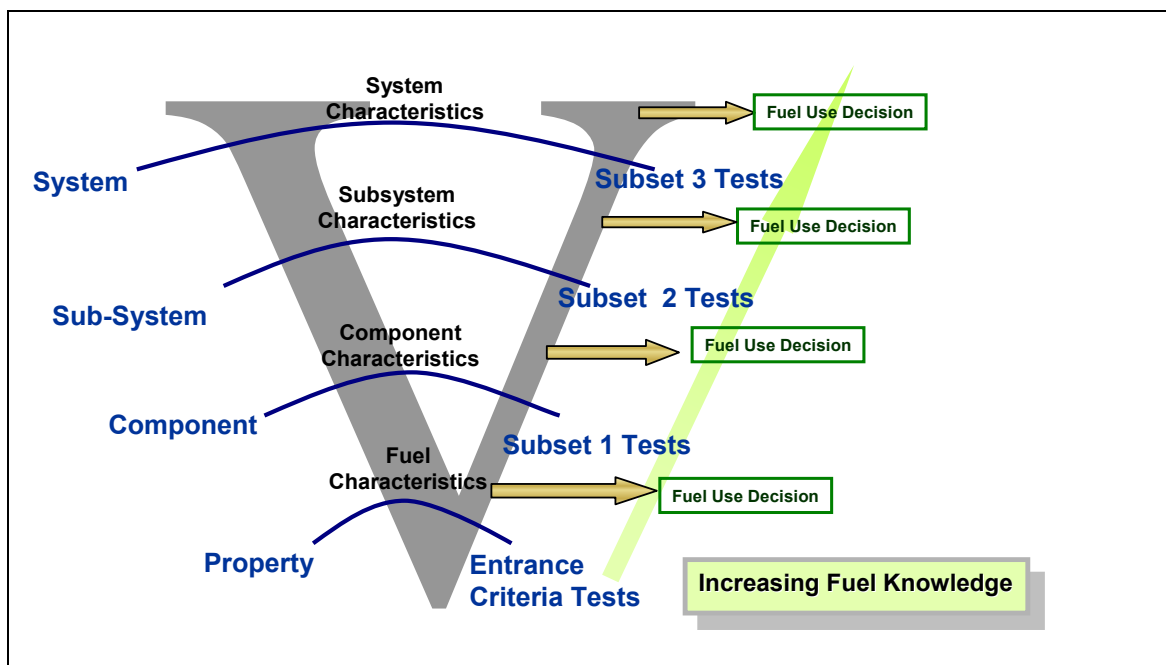 System
Characteristics
Fuel Use Decision
System
Subset 3 Tests
Subsystem
Characteristics
Fuel Use Decision
Sub-System
Subset 2 Tests
Component
Characteristics
Fuel Use Decision
Component
Subset 1 Tests
Fuel
Characteristics
Fuel Use Decision
Property
Entrance
Criteria Tests
Increasing Fuel Knowledge